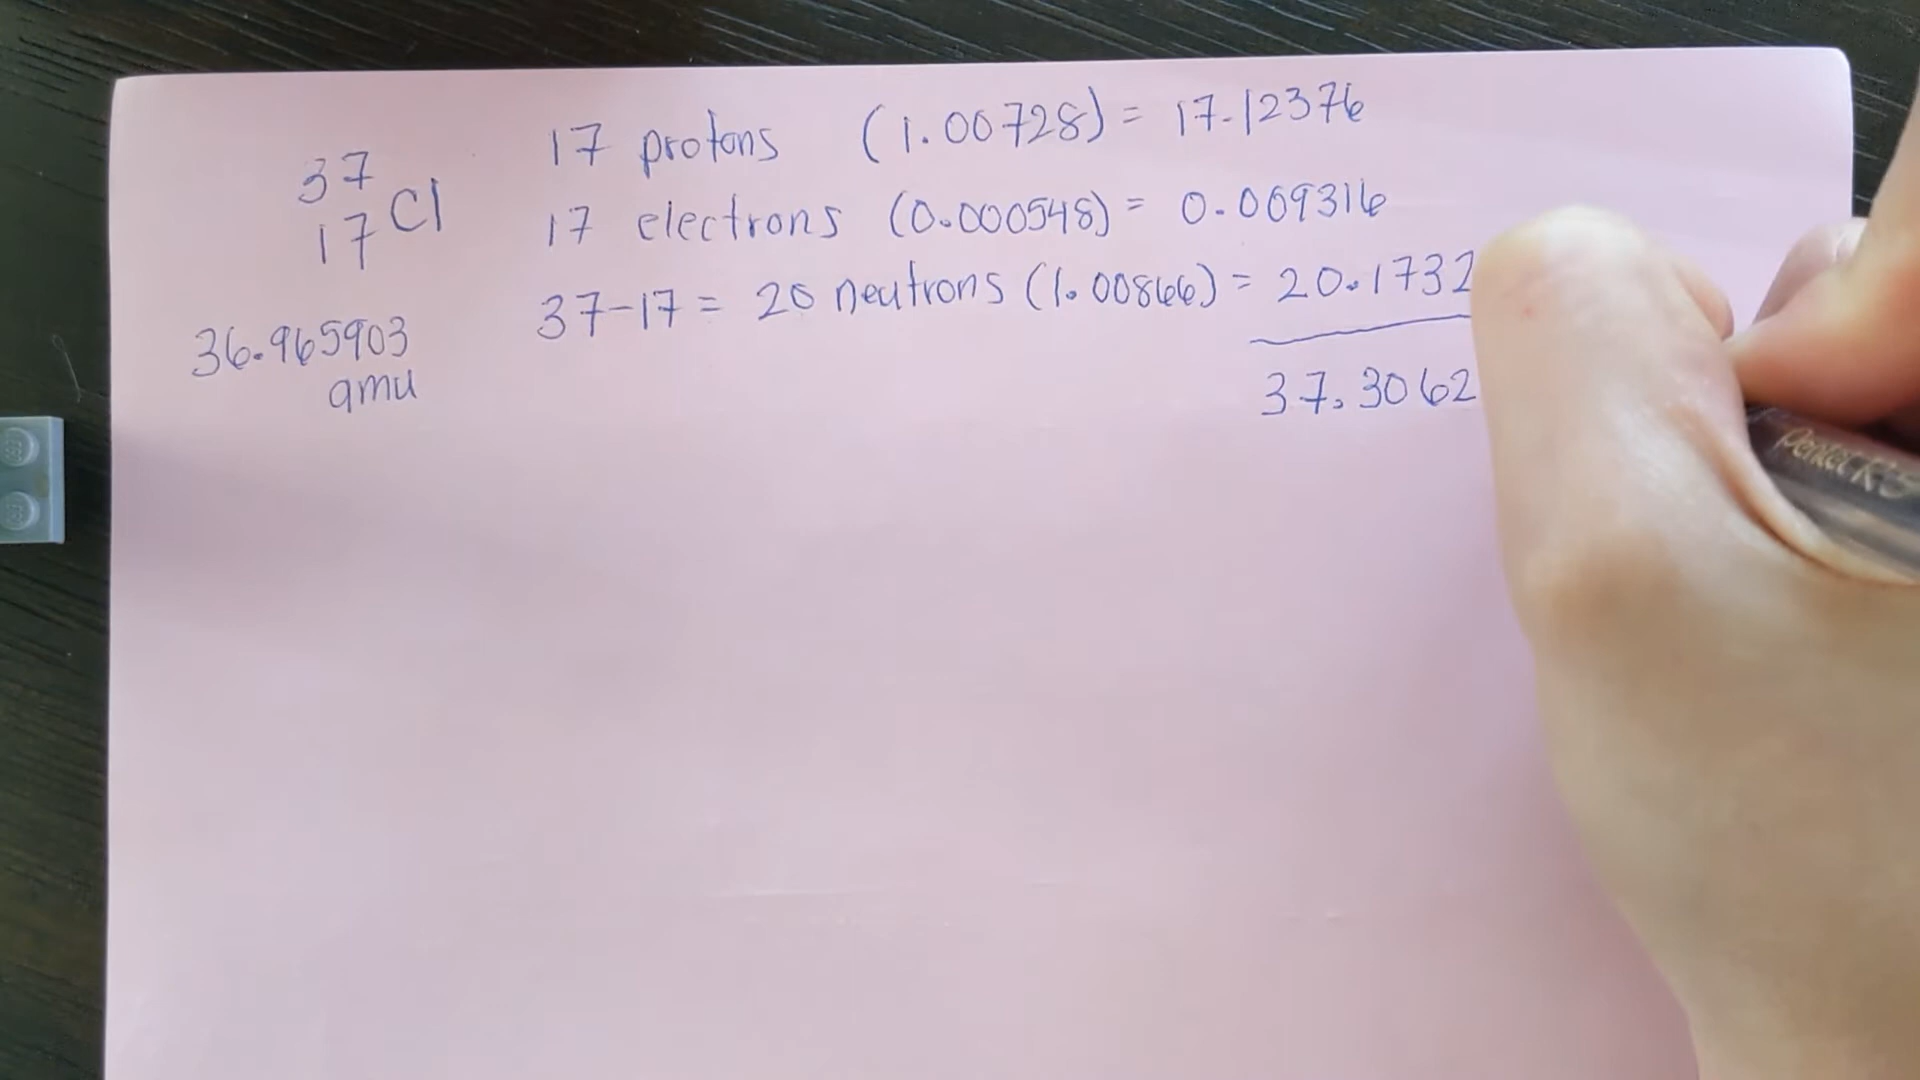 17 protons (1.00728) = 17.12376
37
17 Cl
17 electrons (0.000548) = 0.009316
37-17 = 20 neutrons (1.00866) = 20.1732
36.965903
amu
37.3062
Pentel